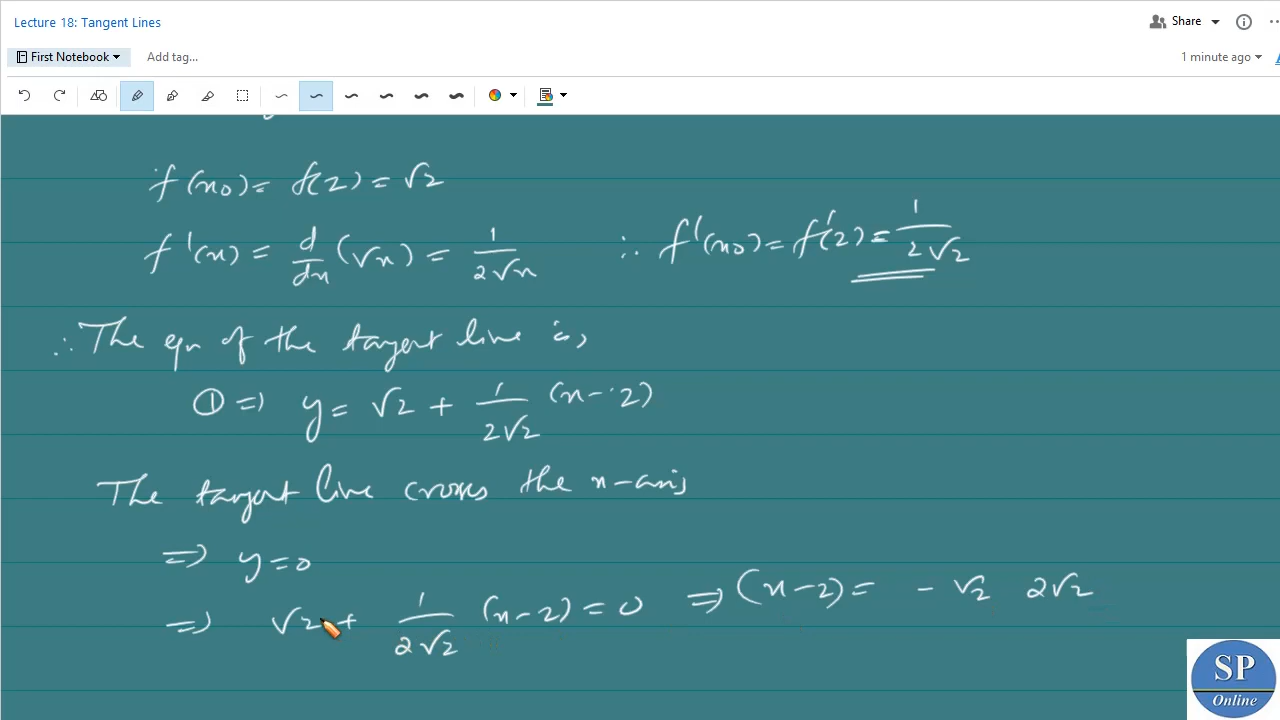 Lecture 18: Tangent Lines
Share
First Notebook
Add tag...
1 minute ago
f(x₀) = f(2) = √2
f'(x) = d/dx (√x) = 1/2√x ∴ f'(x₀) = f'(2) = 1/2√2
∴ The eqn of the tangent line is,
① ⇒ y = √2 + 1/2√2 (x - 2)
The tangent line crosses the x-axis
⇒ y = 0
⇒ √2 + 1/2√2 (x - 2) = 0 ⇒ (x - 2) = - √2 2√2
SP
Online